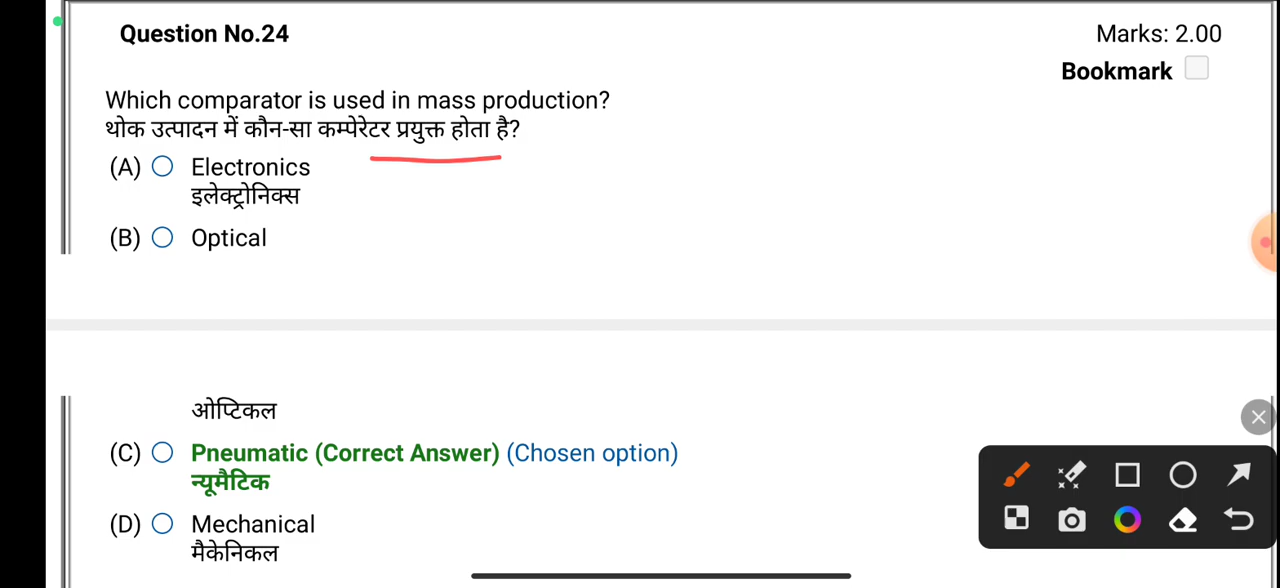 Question No.24
Marks: 2.00
Bookmark
Which comparator is used in mass production?
थोक उत्पादन में कौन-सा कम्पेरेटर प्रयुक्त होता है?
(A) Electronics
इलेक्ट्रोनिक्स
(B) Optical
ओप्टिकल
(C) Pneumatic (Correct Answer) (Chosen option)
न्यूमैटिक
(D) Mechanical
मैकेनिकल